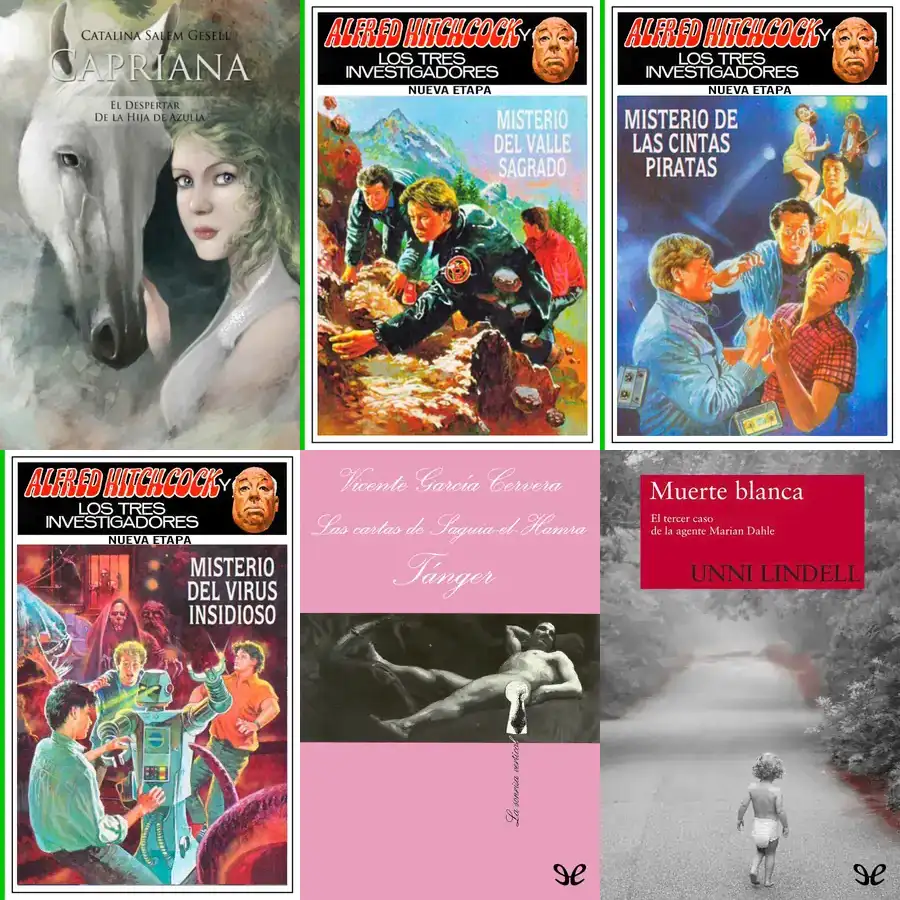 CATALINA SALEM GESELL
CAPRIANA
EL DESPERTAR
DE LA HIJA DE AZULIA
ALFRED HITCHCOCK Y
LOS TRES
INVESTIGADORES
NUEVA ETAPA
MISTERIO
DEL VALLE
SAGRADO
ALFRED HITCHCOCK Y
LOS TRES
INVESTIGADORES
NUEVA ETAPA
MISTERIO DE
LAS CINTAS
PIRATAS
ALFRED HITCHCOCK Y
LOS TRES
INVESTIGADORES
NUEVA ETAPA
MISTERIO
DEL VIRUS
INSIDIOSO
Vicente García Cervera
Las cartas de Saguia-el-Hamra
Tánger
La sonrisa vertical
Muerte blanca
El tercer caso
de la agente Marian Dahle
UNNI LINDELL